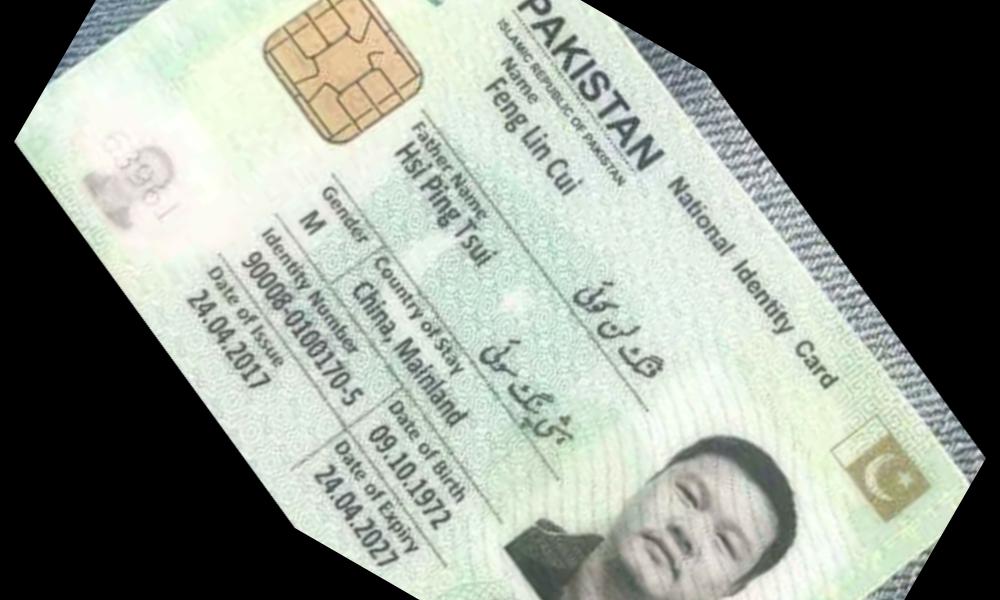 PAKISTAN National Identity Card
ISLAMIC REPUBLIC OF PAKISTAN
Name
Feng Lin Cui
فنگ لن کوئی
Father Name
Hsi Ping Tsui
ہشی پنگ سوئی
Gender
M
Country of Stay
China, Mainland
Identity Number
90008-0100170-5
Date of Birth
09.10.1972
Date of Issue
24.04.2017
Date of Expiry
24.04.2027